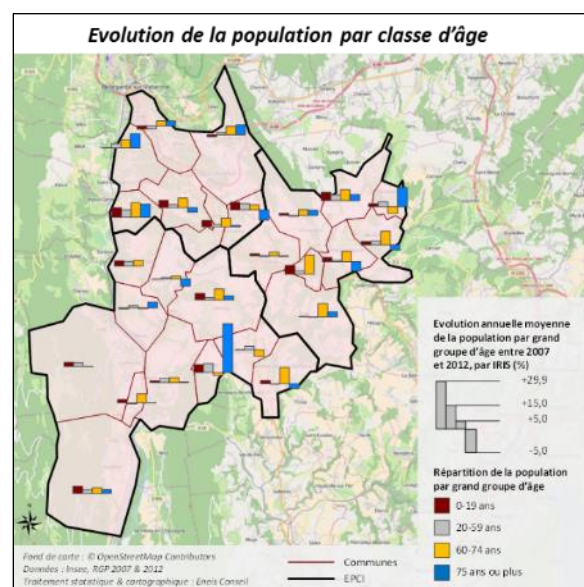 Evolution de la population par classe d'âge
Evolution annuelle moyenne
de la population par grand
groupe d'âge entre 2007
et 2012, par IRIS (%)
+29,9
+15,0
+5,0
-5,0
Répartition de la population
par grand groupe d'âge
0-19 ans
20-59 ans
60-74 ans
75 ans ou plus
Fond de carte : © OpenStreetMap Contributors
Données : Insee, RGP 2007 & 2012
Traitement statistique & cartographique : Eneis Conseil
Communes
EPCI